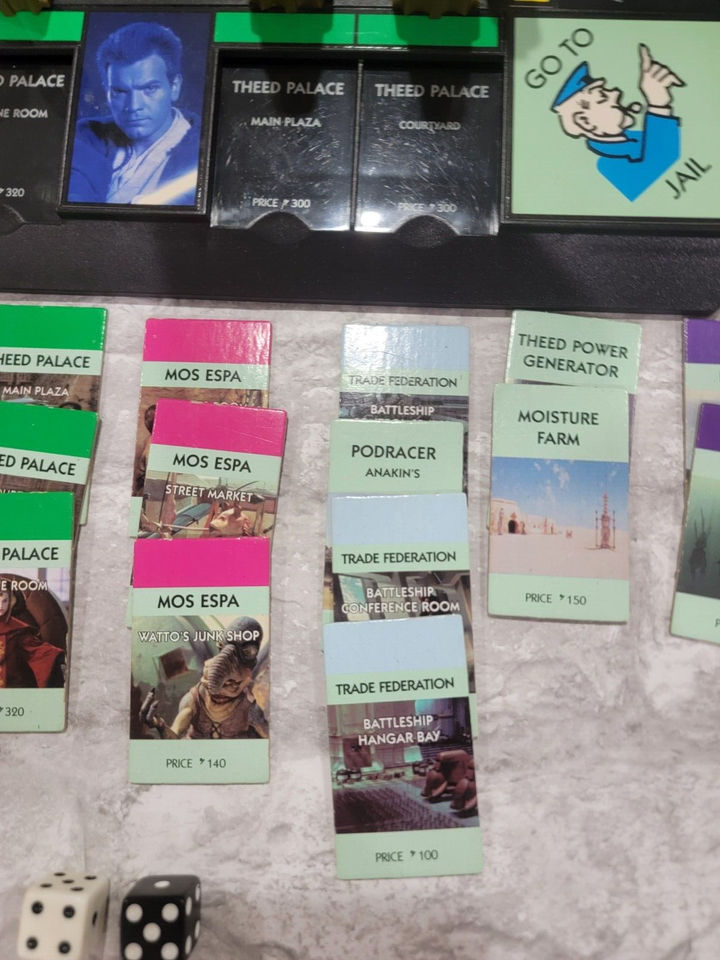 D PALACE
HE ROOM
320
THEED PALACE
MAIN PLAZA
PRICE 300
THEED PALACE
COURTYARD
PRICE 300
GO TO
JAIL
HEED PALACE
MAIN PLAZA
ED PALACE
PALACE
E ROOM
320
MOS ESPA
MOS ESPA
STREET MARKET
MOS ESPA
WATTO'S JUNK SHOP
PRICE 140
TRADE FEDERATION
BATTLESHIP
PODRACER
ANAKIN'S
TRADE FEDERATION
BATTLESHIP
CONFERENCE ROOM
TRADE FEDERATION
BATTLESHIP
HANGAR BAY
PRICE 100
THEED POWER
GENERATOR
MOISTURE
FARM
PRICE 150
P